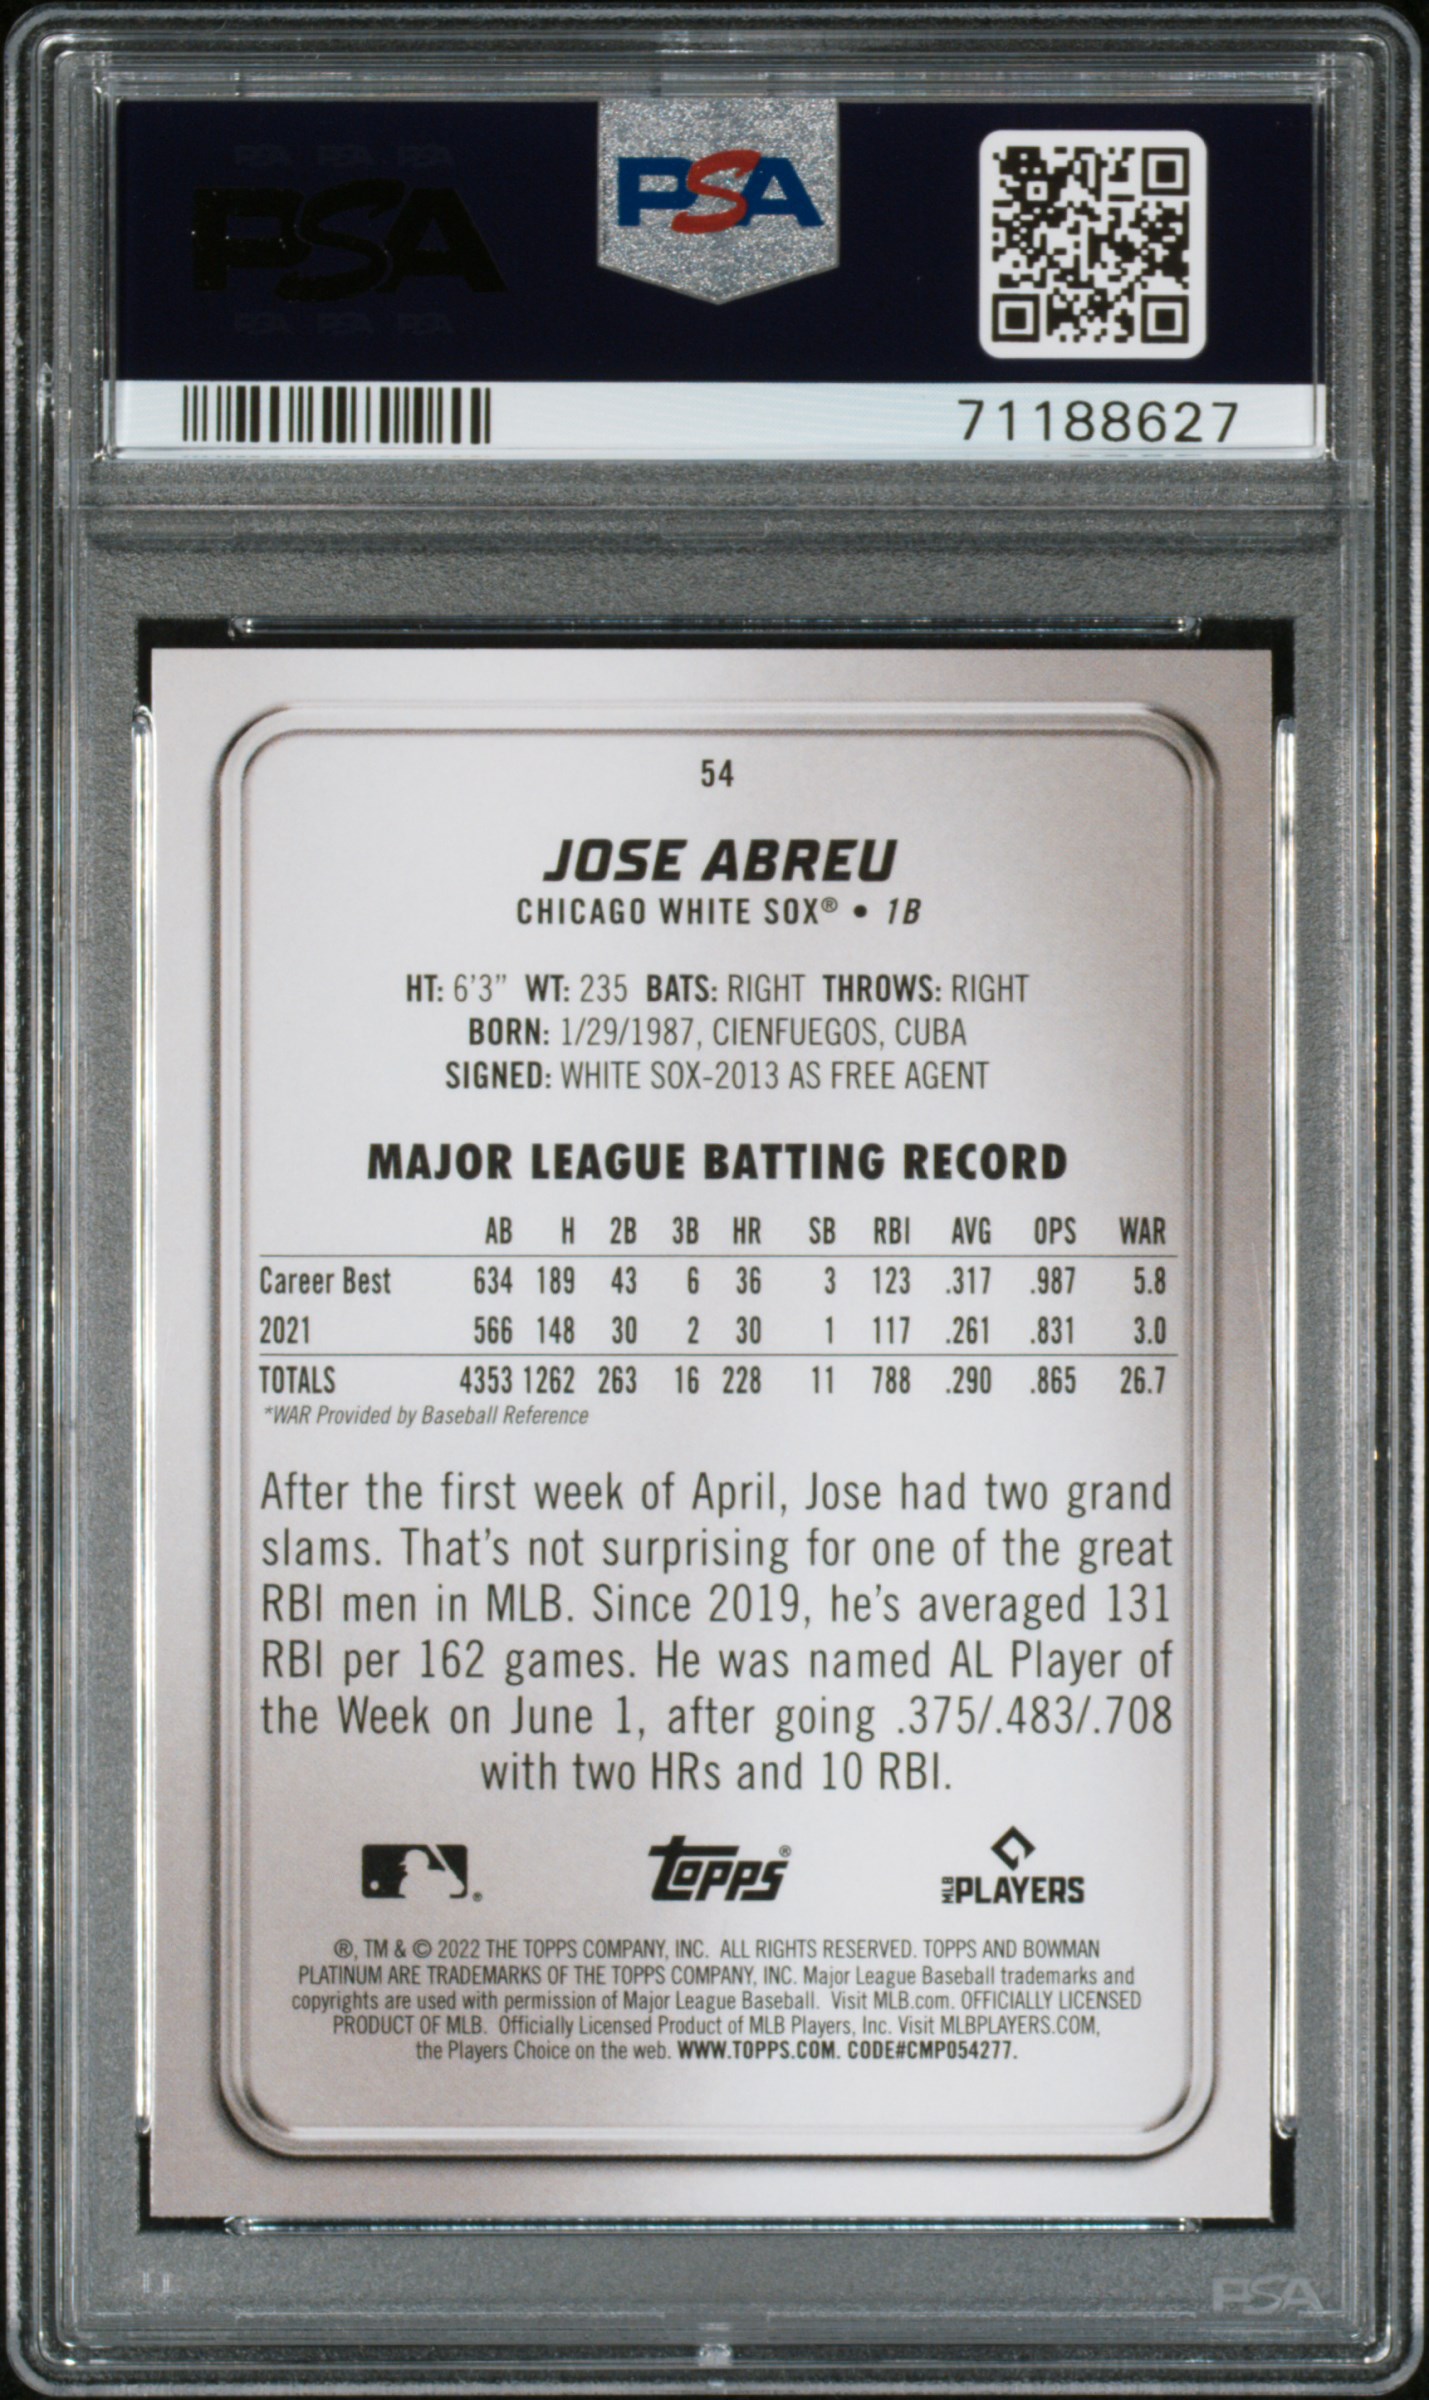 PSA PSA PSA
PSA
PSA
PSA PSA PSA
71188627
54
JOSE ABREU
CHICAGO WHITE SOX® • 1B
HT: 6'3" WT: 235 BATS: RIGHT THROWS: RIGHT
BORN: 1/29/1987, CIENFUEGOS, CUBA
SIGNED: WHITE SOX-2013 AS FREE AGENT
MAJOR LEAGUE BATTING RECORD
AB H 2B 3B HR SB RBI AVG OPS WAR
Career Best 634 189 43 6 36 3 123 .317 .987 5.8
2021 566 148 30 2 30 1 117 .261 .831 3.0
TOTALS 4353 1262 263 16 228 11 788 .290 .865 26.7
*WAR Provided by Baseball Reference
After the first week of April, Jose had two grand
slams. That's not surprising for one of the great
RBI men in MLB. Since 2019, he's averaged 131
RBI per 162 games. He was named AL Player of
the Week on June 1, after going .375/.483/.708
with two HRs and 10 RBI.
topps®
MLB PLAYERS
®, TM & © 2022 THE TOPPS COMPANY, INC. ALL RIGHTS RESERVED. TOPPS AND BOWMAN
PLATINUM ARE TRADEMARKS OF THE TOPPS COMPANY, INC. Major League Baseball trademarks and
copyrights are used with permission of Major League Baseball. Visit MLB.com. OFFICIALLY LICENSED
PRODUCT OF MLB. Officially Licensed Product of MLB Players, Inc. Visit MLBPLAYERS.COM,
the Players Choice on the web. WWW.TOPPS.COM. CODE#CMP054277.
PSA